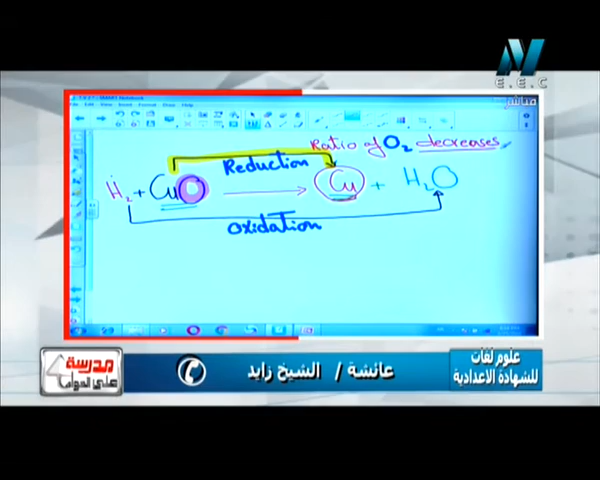 E.E.C
مباشر
Ratio of O₂ decreases.
Reduction
H₂ + CuO → Cu + H₂O
oxidation
مدرسة
على الهواء
عائشة / الشيخ زايد
علوم لغات
للشهادة الاعدادية